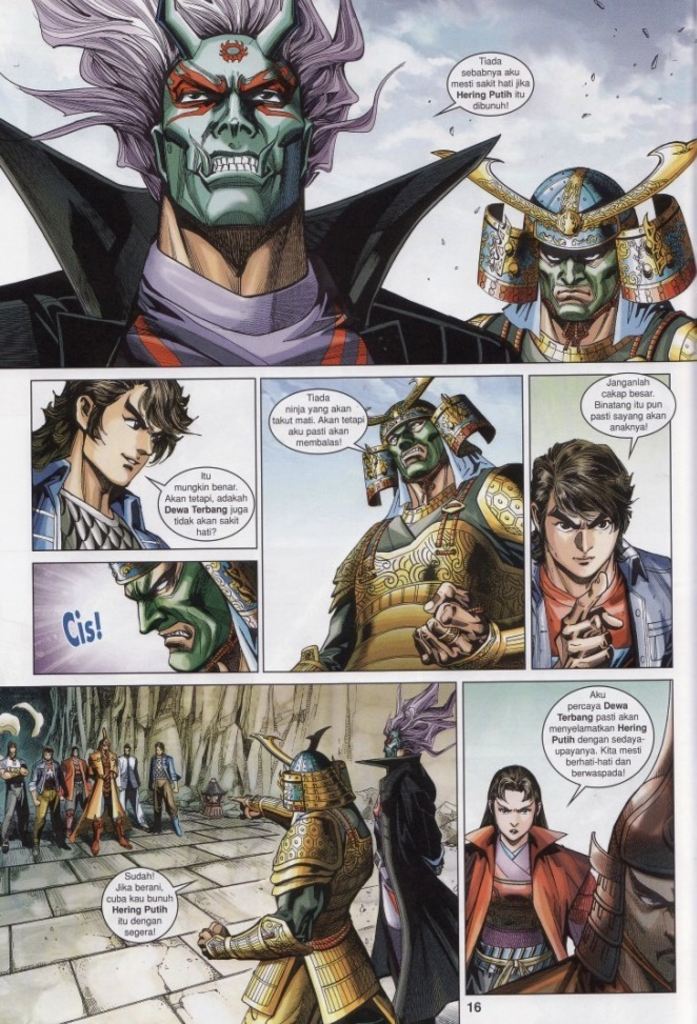 Tiada
sebabnya aku
mesti sakit hati jika
Hering Putih itu
dibunuh!
Itu
mungkin benar.
Akan tetapi, adakah
Dewa Terbang juga
tidak akan sakit
hati?
Cis!
Tiada
ninja yang akan
takut mati. Akan tetapi
aku pasti akan
membalas!
Janganlah
cakap besar.
Binatang itu pun
pasti sayang akan
anaknya!
Sudah!
Jika berani,
cuba kau bunuh
Hering Putih
itu dengan
segera!
Aku
percaya Dewa
Terbang pasti akan
menyelamatkan Hering
Putih dengan sedaya-
upayanya. Kita mesti
berhati-hati dan
berwaspada!
16